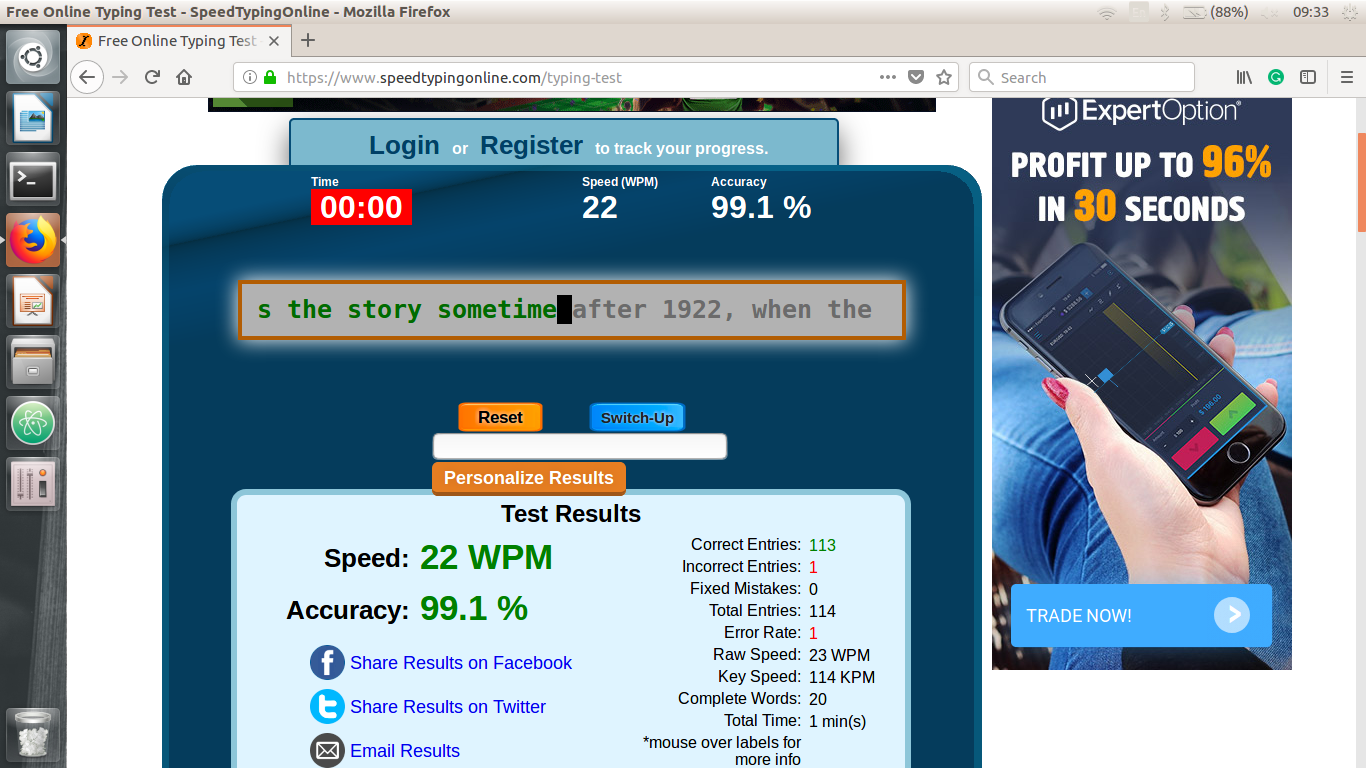 Free Online Typing Test - SpeedTypingOnline - Mozilla Firefox
(88%)
09:33
Free Online Typing Test
https://www.speedtypingonline.com/typing-test
Search
Login or Register to track your progress.
Time
Speed (WPM)
Accuracy
00:00
22
99.1 %
s the story sometime after 1922, when the
Reset
Switch-Up
Personalize Results
Test Results
Speed: 22 WPM
Accuracy: 99.1 %
Share Results on Facebook
Share Results on Twitter
Email Results
Correct Entries: 113
Incorrect Entries: 1
Fixed Mistakes: 0
Total Entries: 114
Error Rate: 1
Raw Speed: 23 WPM
Key Speed: 114 KPM
Complete Words: 20
Total Time: 1 min(s)
*mouse over labels for
more info
ExpertOption®
PROFIT UP TO 96%
IN 30 SECONDS
TRADE NOW!